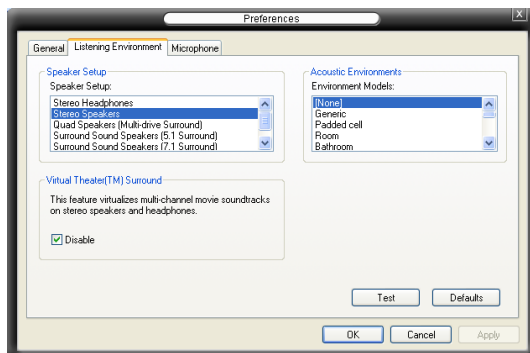 Preferences
X
General Listening Environment Microphone
Speaker Setup
Speaker Setup:
Stereo Headphones
Stereo Speakers
Quad Speakers (Multi-drive Surround)
Surround Sound Speakers (5.1 Surround)
Surround Sound Speakers (7.1 Surround)
Acoustic Environments
Environment Models:
[None]
Generic
Padded cell
Room
Bathroom
Virtual Theater(TM) Surround
This feature virtualizes multi-channel movie soundtracks
on stereo speakers and headphones.
Disable
Test Defaults
OK Cancel Apply